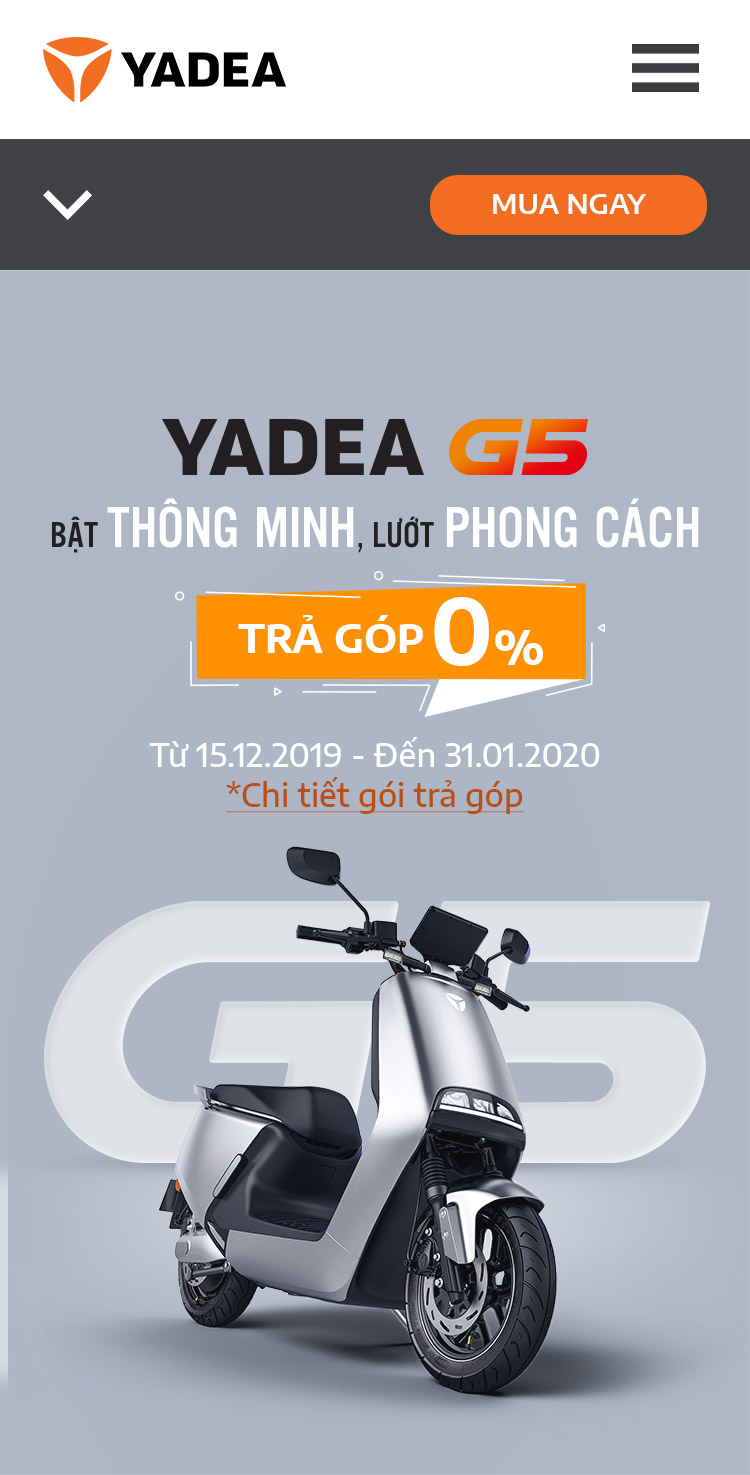 YADEA
MUA NGAY
YADEA G5
BẬT THÔNG MINH, LƯỚT PHONG CÁCH
TRẢ GÓP 0%
Từ 15.12.2019 - Đến 31.01.2020
*Chi tiết gói trả góp
G5